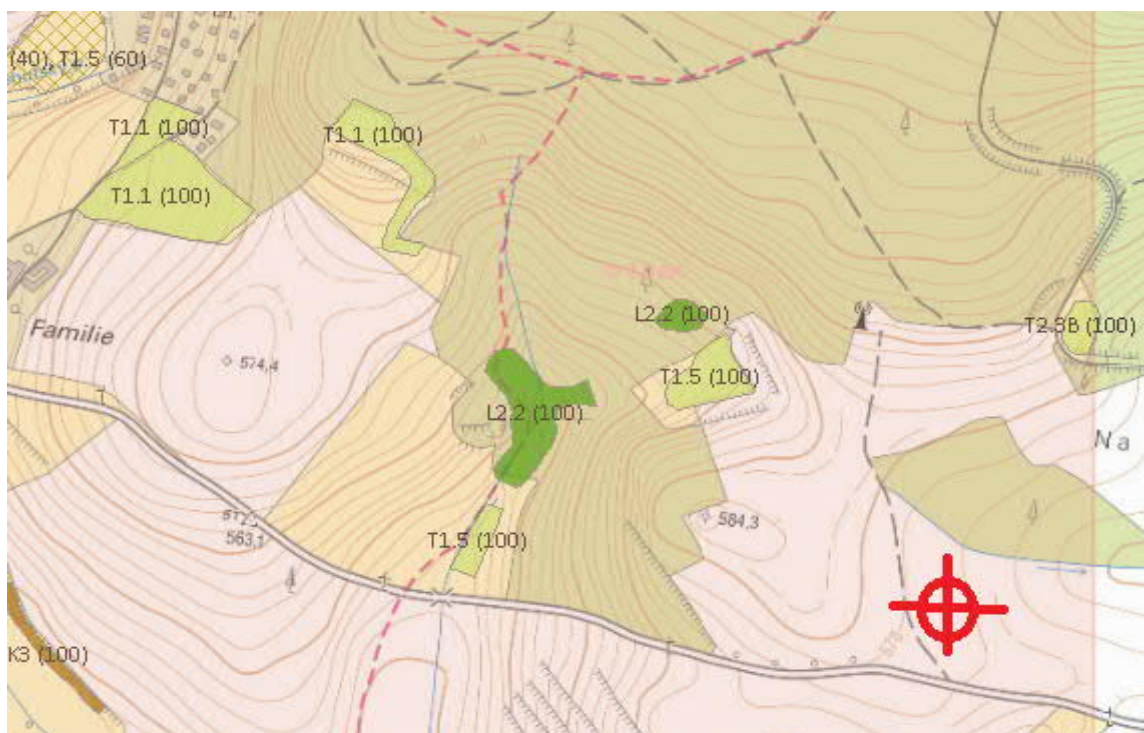 (40), T1.5 (60)
T1.1 (100)
T1.1 (100)
T1.1 (100)
L2.2 (100)
T2.3B (100)
Familie
574,4
T1.5 (100)
L2.2 (100)
Na
584,3
563,1
T1.5 (100)
K3 (100)